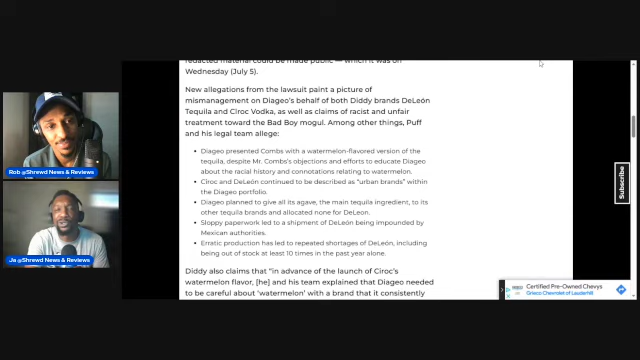 redacted material could be made public — which it was on
Wednesday (July 5).
New allegations from the lawsuit paint a picture of
mismanagement on Diageo's behalf of both Diddy brands DeLeón
Tequila and Cîroc Vodka, as well as claims of racist and unfair
treatment toward the Bad Boy mogul. Among other things, Puff
and his legal team allege:
Diageo presented Combs with a watermelon-flavored version of the
tequila, despite Mr. Combs's objections and efforts to educate Diageo
about the racial history and connotations relating to watermelon.
Ciroc and DeLeón continued to be described as "urban brands" within
the Diageo portfolio.
Diageo planned to give all its agave, the main tequila ingredient, to its
other tequila brands and allocated none for DeLeón.
Sloppy paperwork led to a shipment of DeLeón being impounded by
Mexican authorities.
Erratic production has led to repeated shortages of DeLeón, including
being out of stock at least 10 times in the past year alone.
Diddy also claims that "in advance of the launch of Ciroc's
watermelon flavor, [he] and his team explained that Diageo needed
to be careful about 'watermelon' with a brand that it consistently
Rob @Shrewd News & Reviews
Ja @Shrewd News & Reviews
Subscribe
Certified Pre-Owned Chevys
Grieco Chevrolet of Lauderhill